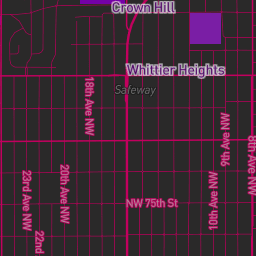 Crown Hill
Whittier Heights
Safeway
18th Ave NW
9th Ave NW
8th Ave NW
20th Ave NW
23rd Ave NW
10th Ave NW
NW 75th St
22nd